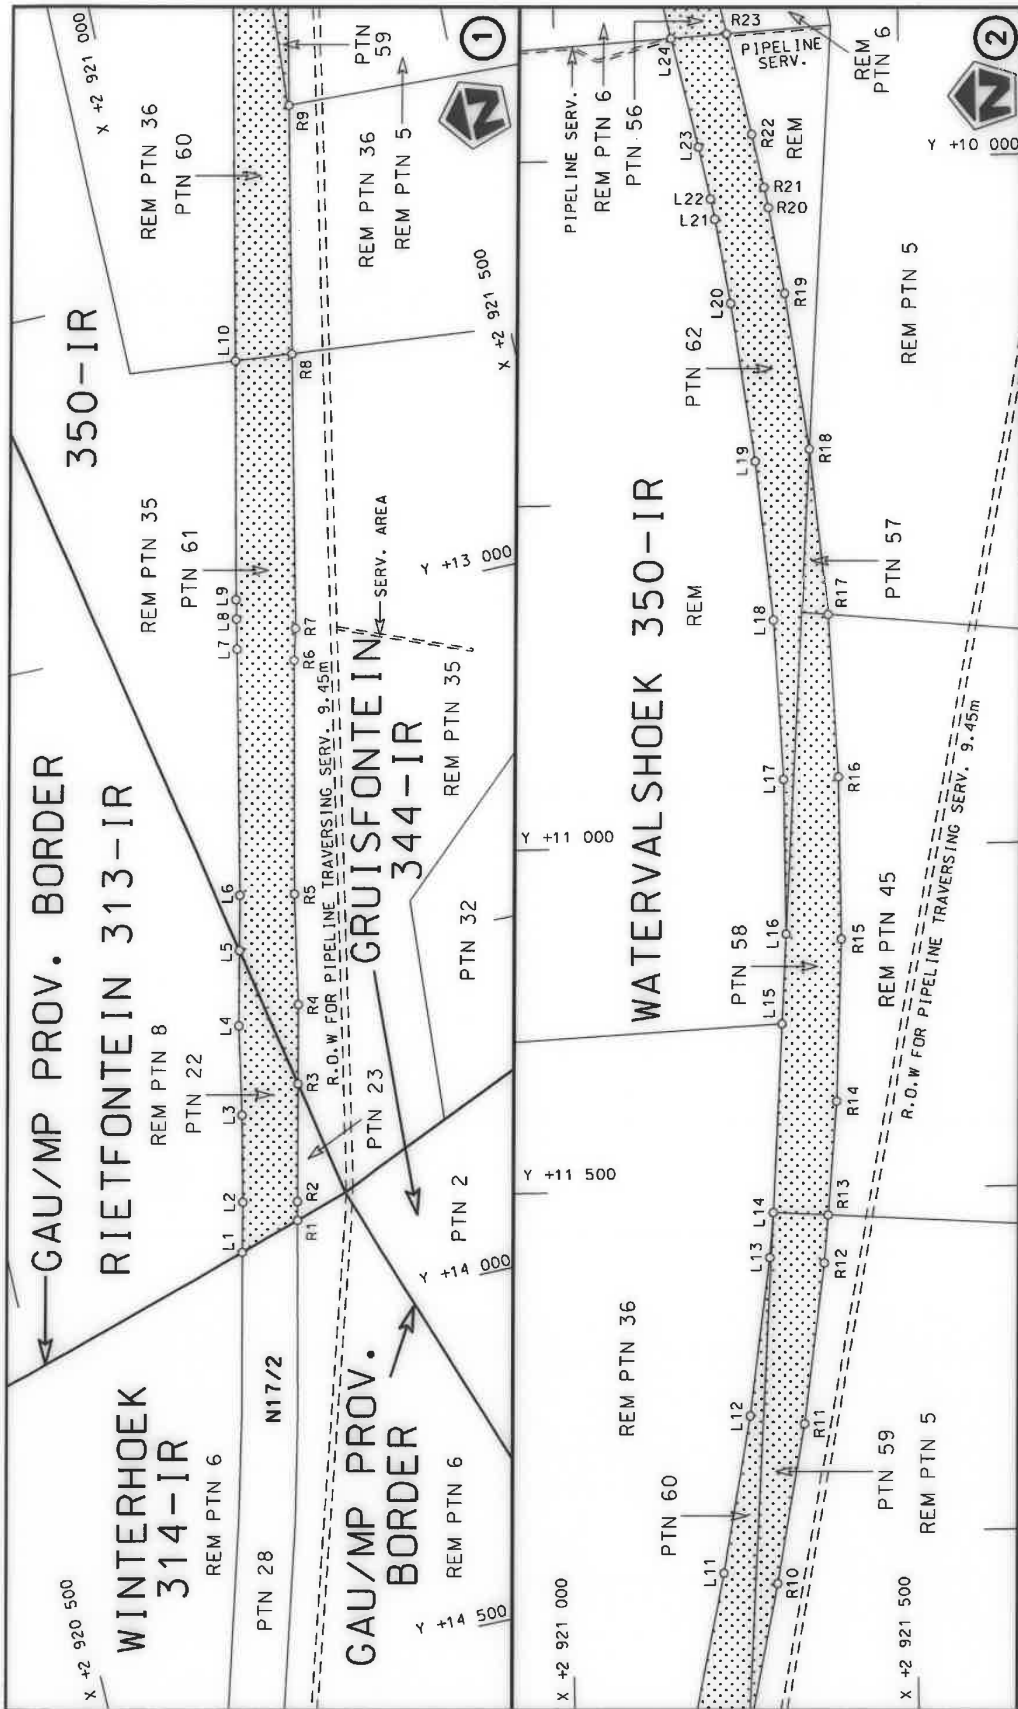 GAU/MP PROV. BORDER
RIETFONTEIN 313-IR
REM PTN 8
PTN 22
WINTERHOEK
314-IR
REM PTN 6
PTN 28
N17/2
GAU/MP PROV.
BORDER
REM PTN 6
PTN 2
PTN 23
GRUISFONTEIN
344-IR
PTN 32
REM PTN 35
R.O.W FOR PIPELINE TRAVERSING SERV. 9.45m
SERV. AREA
350-IR
REM PTN 35
PTN 61
REM PTN 36
PTN 60
PTN
59
REM PTN 36
REM PTN 5
X +2 920 500
X +2 921 000
X +2 921 500
Y +14 500
Y +14 000
Y +13 000
L1
L2
L3
L4
L5
L6
L7
L8
L9
L10
R1
R2
R3
R4
R5
R6
R7
R8
R9
N
1
WATERVALSHOEK 350-IR
REM PTN 36
PTN 60
PTN 59
REM PTN 5
PTN 58
REM PTN 45
R.O.W FOR PIPELINE TRAVERSING SERV. 9.45m
REM
PTN 57
PTN 62
REM PTN 5
REM
PIPELINE SERV.
REM PTN 6
PTN 56
PIPELINE
SERV.
REM
PTN 6
X +2 921 000
X +2 921 500
Y +11 500
Y +11 000
Y +10 000
L11
L12
L13
L14
L15
L16
L17
L18
L19
L20
L21
L22
L23
L24
R10
R11
R12
R13
R14
R15
R16
R17
R18
R19
R20
R21
R22
R23
N
2